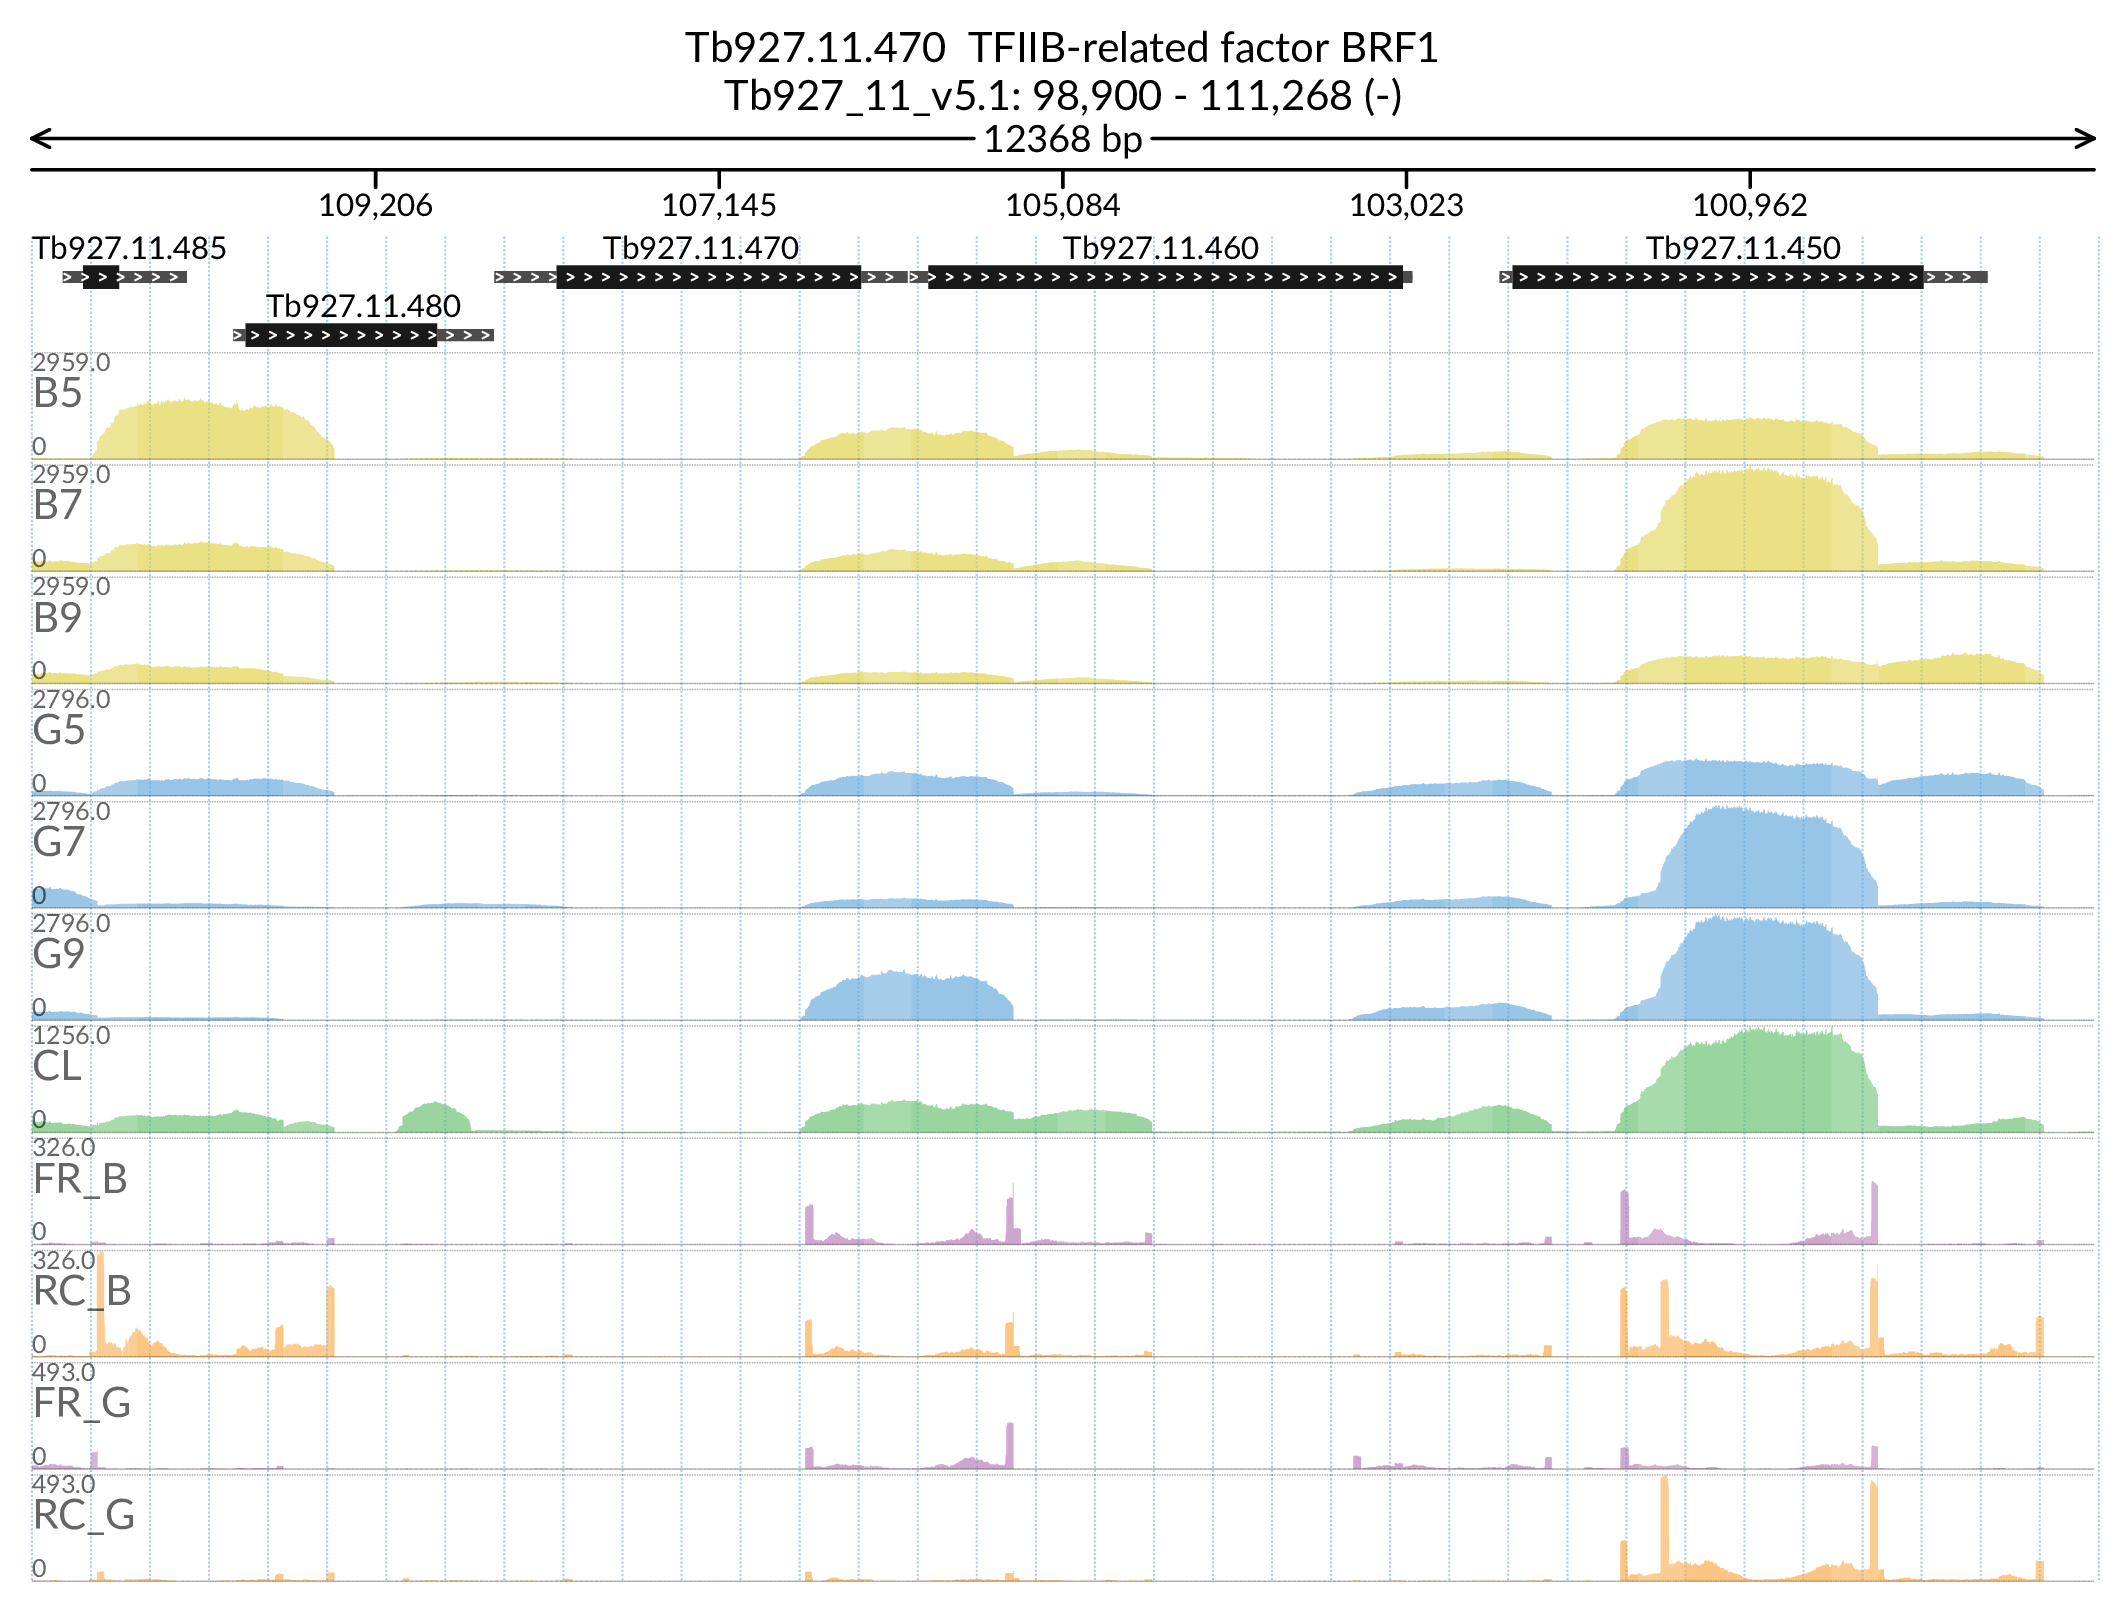 Tb927.11.470  TFIIB-related factor BRF1
Tb927_11_v5.1: 98,900 - 111,268 (-)
12368 bp
109,206 107,145 105,084 103,023 100,962
Tb927.11.485 Tb927.11.470 Tb927.11.460 Tb927.11.450
Tb927.11.480
2959.0
B5
0
2959.0
B7
0
2959.0
B9
0
2796.0
G5
0
2796.0
G7
0
2796.0
G9
0
1256.0
CL
0
326.0
FR_B
0
326.0
RC_B
0
493.0
FR_G
0
493.0
RC_G
0